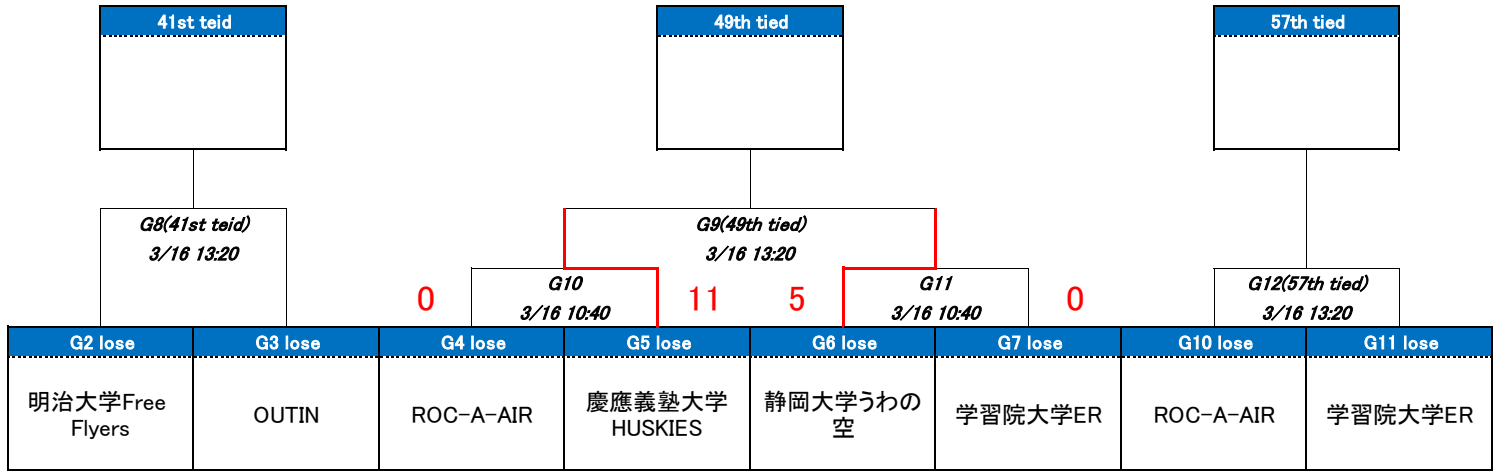 41st teid
49th tied
57th tied
G8(41st teid)
3/16 13:20
G9(49th tied)
3/16 13:20
G10
3/16 10:40
G11
3/16 10:40
G12(57th tied)
3/16 13:20
0
11
5
0
G2 lose
G3 lose
G4 lose
G5 lose
G6 lose
G7 lose
G10 lose
G11 lose
明治大学Free
Flyers
OUTIN
ROC-A-AIR
慶應義塾大学
HUSKIES
静岡大学うわの
空
学習院大学ER
ROC-A-AIR
学習院大学ER